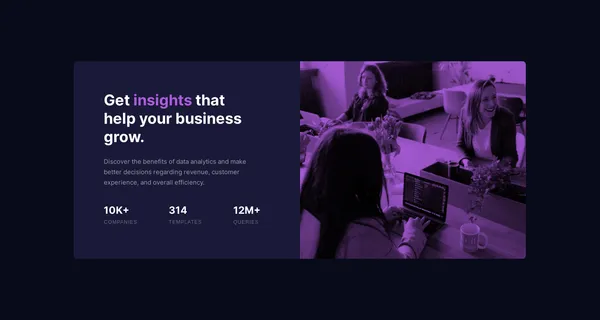 Get insights that
help your business
grow.
Discover the benefits of data analytics and make
better decisions regarding revenue, customer
experience, and overall efficiency.
10K+ 314 12M+
COMPANIES TEMPLATES QUERIES